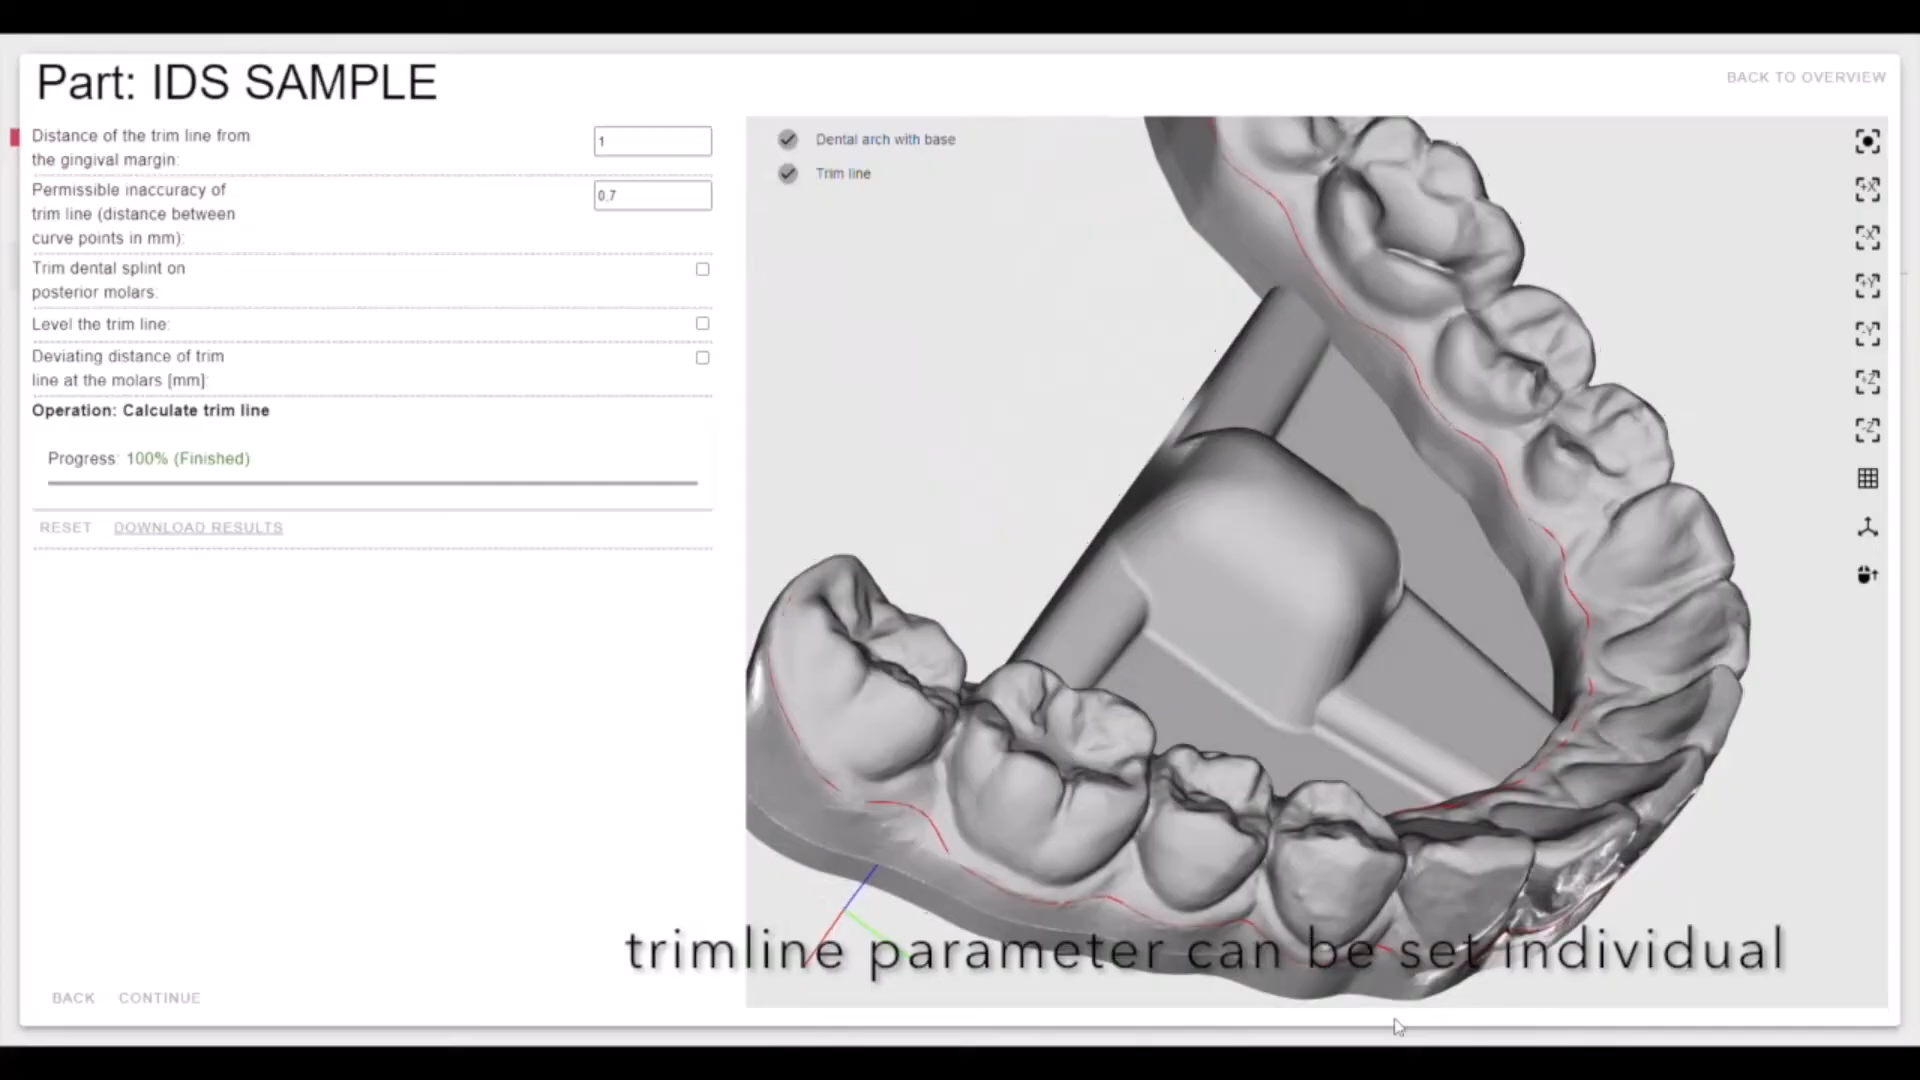 Part: IDS SAMPLE
BACK TO OVERVIEW
Distance of the trim line from
the gingival margin:
1
Permissible inaccuracy of
trim line (distance between
curve points in mm):
0,7
Trim dental splint on
posterior molars:
Level the trim line:
Deviating distance of trim
line at the molars [mm]:
Operation: Calculate trim line
Progress: 100% (Finished)
RESET DOWNLOAD RESULTS
BACK CONTINUE
Dental arch with base
Trim line
+X
-X
+Y
-Y
+Z
-Z
trimline parameter can be set individual